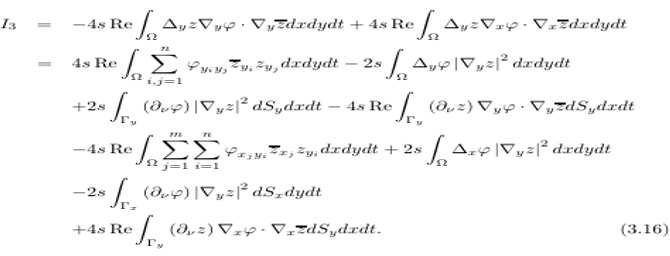 I₃ = −4s Re ∫_Ω Δ_y z ∇_y φ · ∇_y z̄ dxdydt + 4s Re ∫_Ω Δ_y z ∇_x φ · ∇_x z̄ dxdydt
= 4s Re ∫_Ω ∑_{i,j=1}^{n} φ_{y_i y_j} z̄_{y_i} z_{y_j} dxdydt − 2s ∫_Ω Δ_y φ |∇_y z|² dxdydt
+2s ∫_{Γ_y} (∂_ν φ) |∇_y z|² dS_y dxdt − 4s Re ∫_{Γ_y} (∂_ν z) ∇_y φ · ∇_y z̄ dS_y dxdt
−4s Re ∫_Ω ∑_{j=1}^{m} ∑_{i=1}^{n} φ_{x_j y_i} z̄_{x_j} z_{y_i} dxdydt + 2s ∫_Ω Δ_x φ |∇_y z|² dxdydt
−2s ∫_{Γ_x} (∂_ν φ) |∇_y z|² dS_x dydt
+4s Re ∫_{Γ_y} (∂_ν z) ∇_x φ · ∇_x z̄ dS_y dxdt. (3.16)